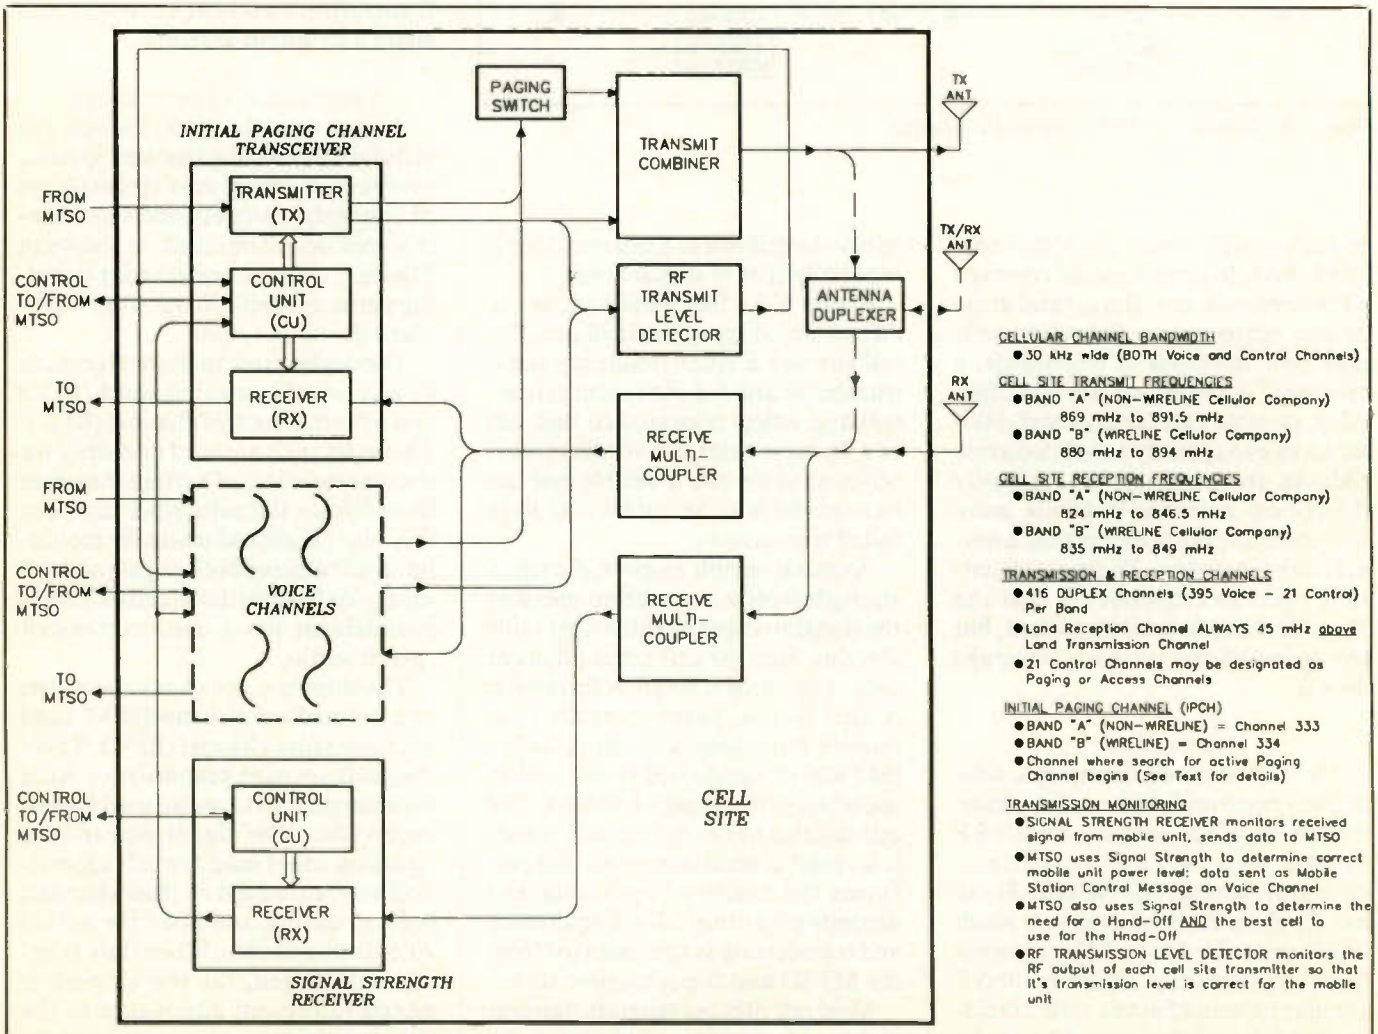 PAGING
SWITCH
INITIAL PAGING CHANNEL
TRANSCEIVER
TRANSMITTER
(TX)
CONTROL
UNIT
(CU)
RECEIVER
(RX)
FROM
MTSO
CONTROL
TO/FROM
MTSO
TO
MTSO
TRANSMIT
COMBINER
RF
TRANSMIT
LEVEL
DETECTOR
ANTENNA
DUPLEXER
TX
ANT
TX/RX
ANT
RX
ANT
RECEIVE
MULTI-
COUPLER
RECEIVE
MULTI-
COUPLER
FROM
MTSO
CONTROL
TO/FROM
MTSO
TO
MTSO
VOICE
CHANNELS
CONTROL
TO/FROM
MTSO
CONTROL
UNIT
(CU)
RECEIVER
(RX)
SIGNAL STRENGTH
RECEIVER
CELL
SITE
CELLULAR CHANNEL BANDWIDTH
● 30 kHz wide (BOTH Voice and Control Channels)
CELL SITE TRANSMIT FREQUENCIES
● BAND "A" (NON-WIRELINE Cellular Company)
869 mHz to 891.5 mHz
● BAND "B" (WIRELINE Cellular Company)
880 mHz to 894 mHz
CELL SITE RECEPTION FREQUENCIES
● BAND "A" (NON-WIRELINE Cellular Company)
824 mHz to 846.5 mHz
● BAND "B" (WIRELINE Cellular Company)
835 mHz to 849 mHz
TRANSMISSION & RECEPTION CHANNELS
● 416 DUPLEX Channels (395 Voice - 21 Control)
Per Band
● Land Reception Channel ALWAYS 45 mHz above
Land Transmission Channel
● 21 Control Channels may be designated as
Paging or Access Channels
INITIAL PAGING CHANNEL (IPCH)
● BAND "A" (NON-WIRELINE) = Channel 333
● BAND "B" (WIRELINE) = Channel 334
● Channel where search for active Paging
Channel begins (See Text for details)
TRANSMISSION MONITORING
● SIGNAL STRENGTH RECEIVER monitors received
signal from mobile unit, sends data to MTSO
● MTSO uses Signal Strength to determine correct
mobile unit power level; data sent as Mobile
Station Control Message on Voice Channel
● MTSO also uses Signal Strength to determine the
need for a Hand-Off AND the best cell to
use for the Hnad-Off
● RF TRANSMISSION LEVEL DETECTOR monitors the
RF output of each cell site transmitter so that
it's transmission level is correct for the mobile
unit